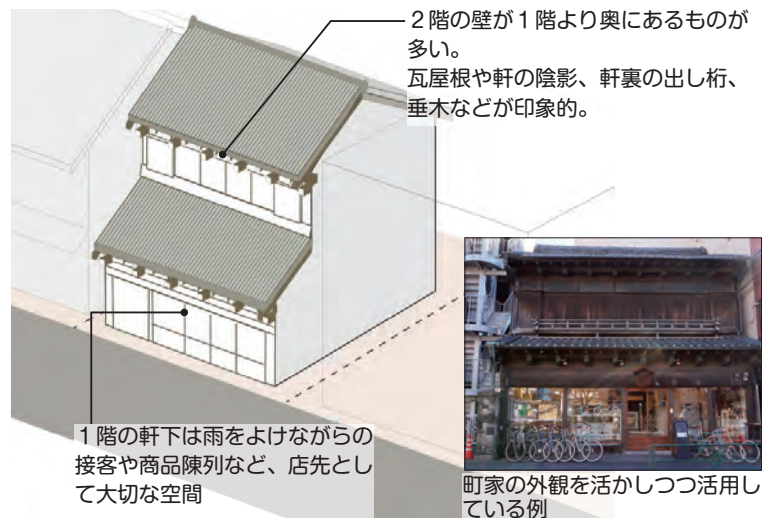 ２階の壁が１階より奥にあるものが
多い。
瓦屋根や軒の陰影、軒裏の出し桁、
垂木などが印象的。
１階の軒下は雨をよけながらの
接客や商品陳列など、店先とし
て大切な空間
町家の外観を活かしつつ活用し
ている例